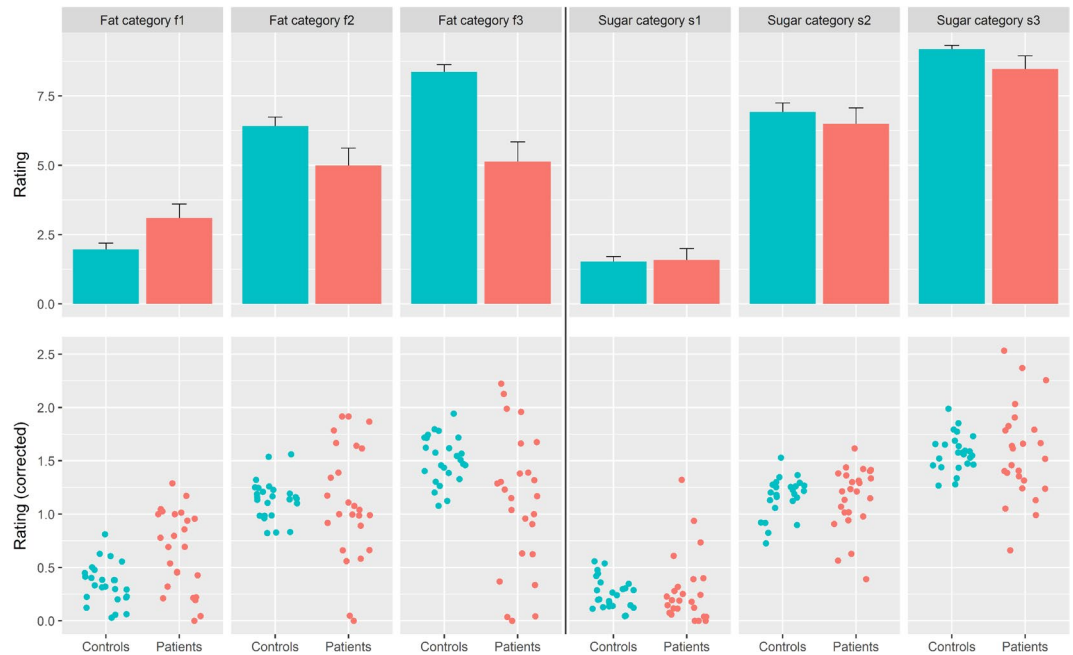 Fat category f1 Fat category f2 Fat category f3 Sugar category s1 Sugar category s2 Sugar category s3
Rating
7.5
5.0
2.5
0.0
Rating (corrected)
2.5
2.0
1.5
1.0
0.5
0.0
Controls Patients Controls Patients Controls Patients Controls Patients Controls Patients Controls Patients